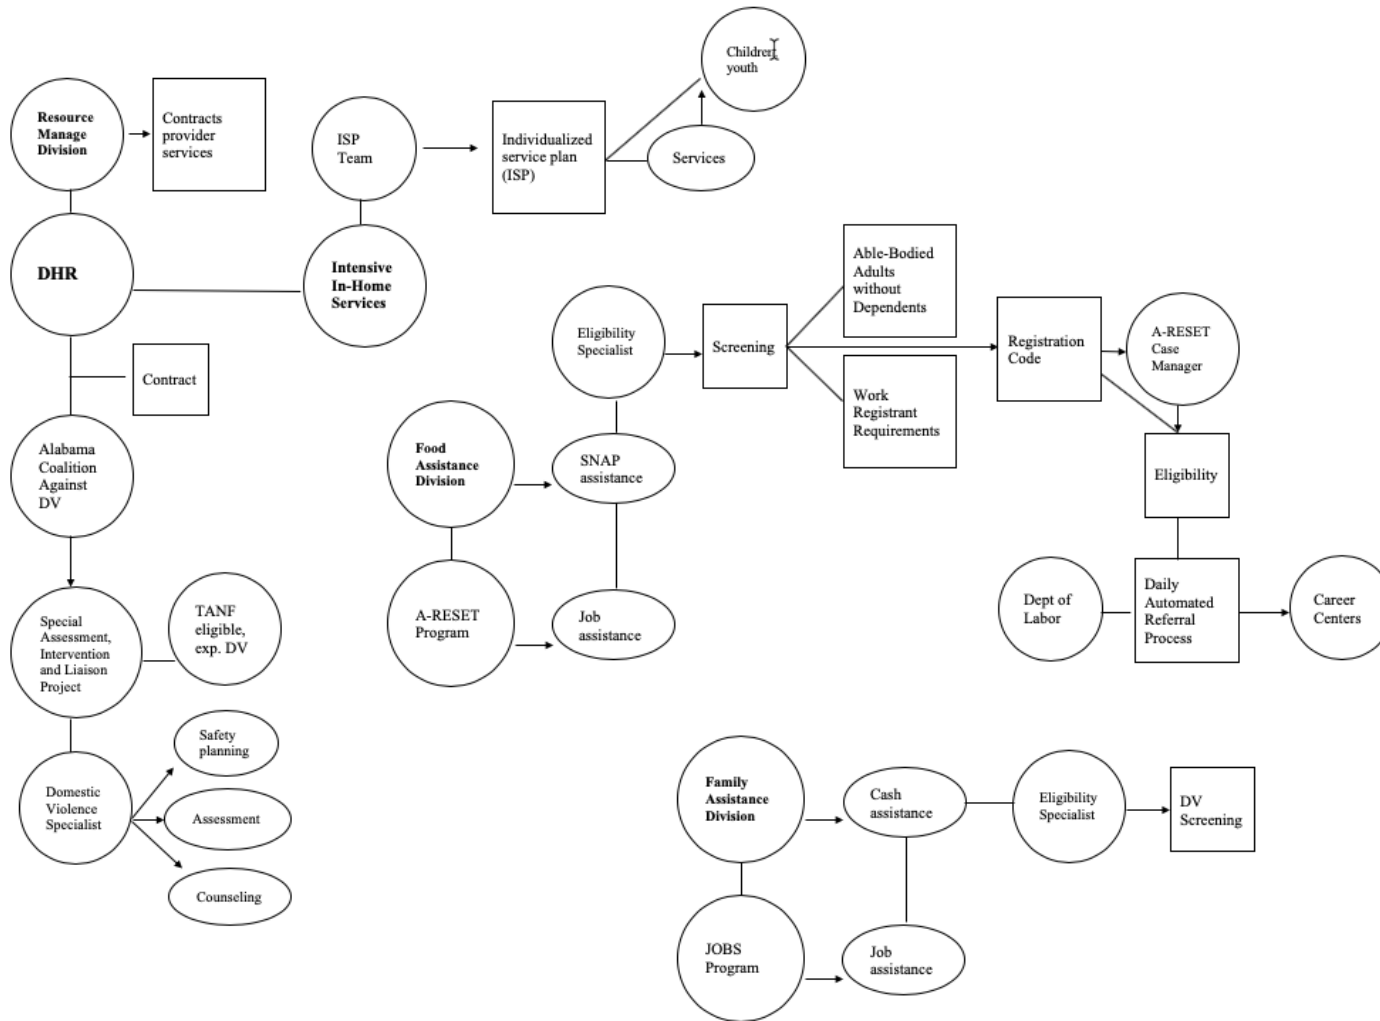 Children
youth
Resource
Manage
Division
Contracts
provider
services
ISP
Team
Individualized
service plan
(ISP)
Services
DHR
Intensive
In-Home
Services
Able-Bodied
Adults
without
Dependents
Eligibility
Specialist
Screening
Registration
Code
A-RESET
Case
Manager
Contract
Work
Registrant
Requirements
Alabama
Coalition
Against
DV
Food
Assistance
Division
SNAP
assistance
Eligibility
Special
Assessment,
Intervention
and Liaison
Project
TANF
eligible,
exp. DV
A-RESET
Program
Job
assistance
Dept of
Labor
Daily
Automated
Referral
Process
Career
Centers
Safety
planning
Domestic
Violence
Specialist
Assessment
Counseling
Family
Assistance
Division
Cash
assistance
Eligibility
Specialist
DV
Screening
JOBS
Program
Job
assistance